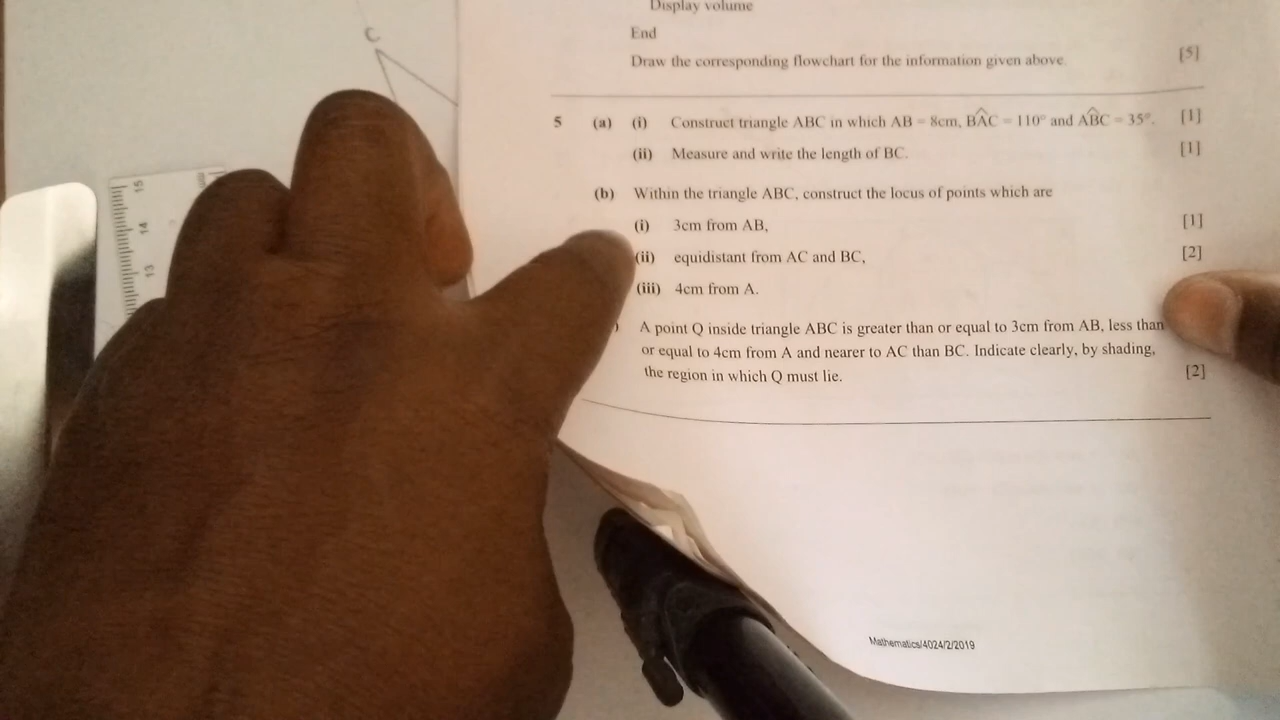 Display volume
End
Draw the corresponding flowchart for the information given above. [5]
C
5 (a) (i) Construct triangle ABC in which AB = 8cm, BÂC = 110° and AB̂C = 35°. [1]
(ii) Measure and write the length of BC. [1]
(b) Within the triangle ABC, construct the locus of points which are
(i) 3cm from AB, [1]
(ii) equidistant from AC and BC, [2]
(iii) 4cm from A.
) A point Q inside triangle ABC is greater than or equal to 3cm from AB, less than
or equal to 4cm from A and nearer to AC than BC. Indicate clearly, by shading,
the region in which Q must lie. [2]
15
14
13
Mathematics/4024/2/2019